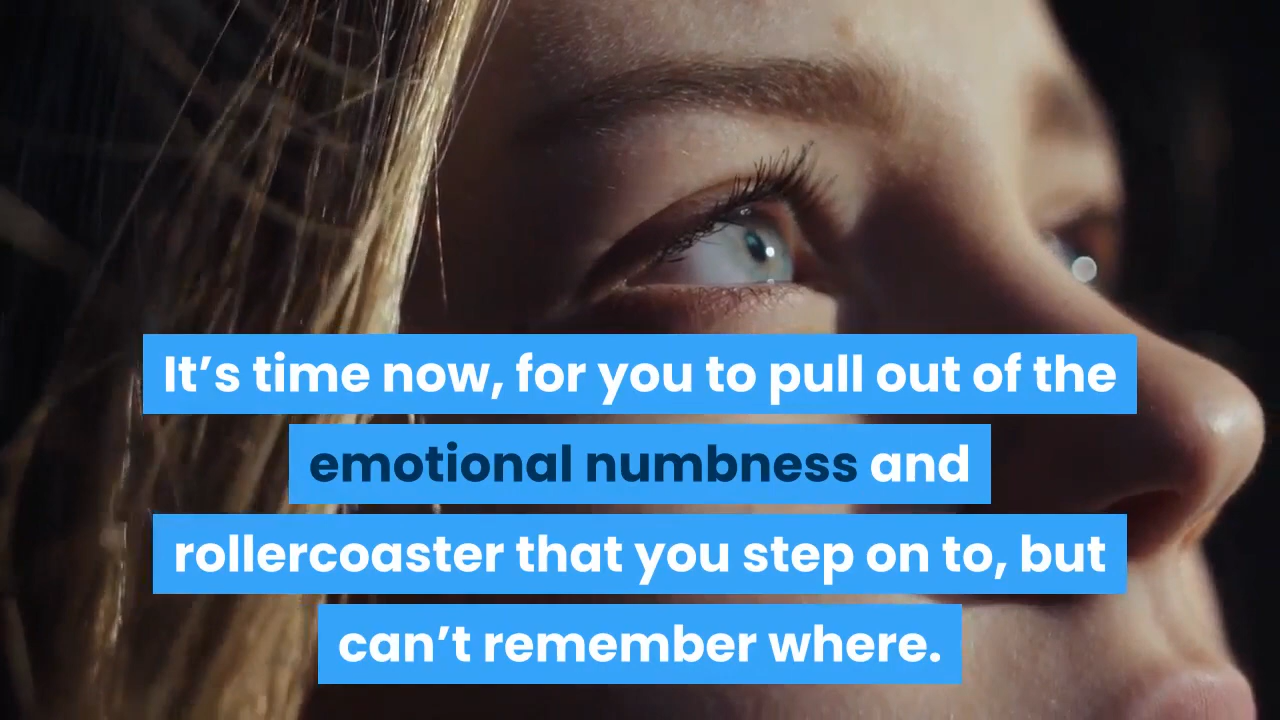 It’s time now, for you to pull out of the
emotional numbness and
rollercoaster that you step on to, but
can’t remember where.